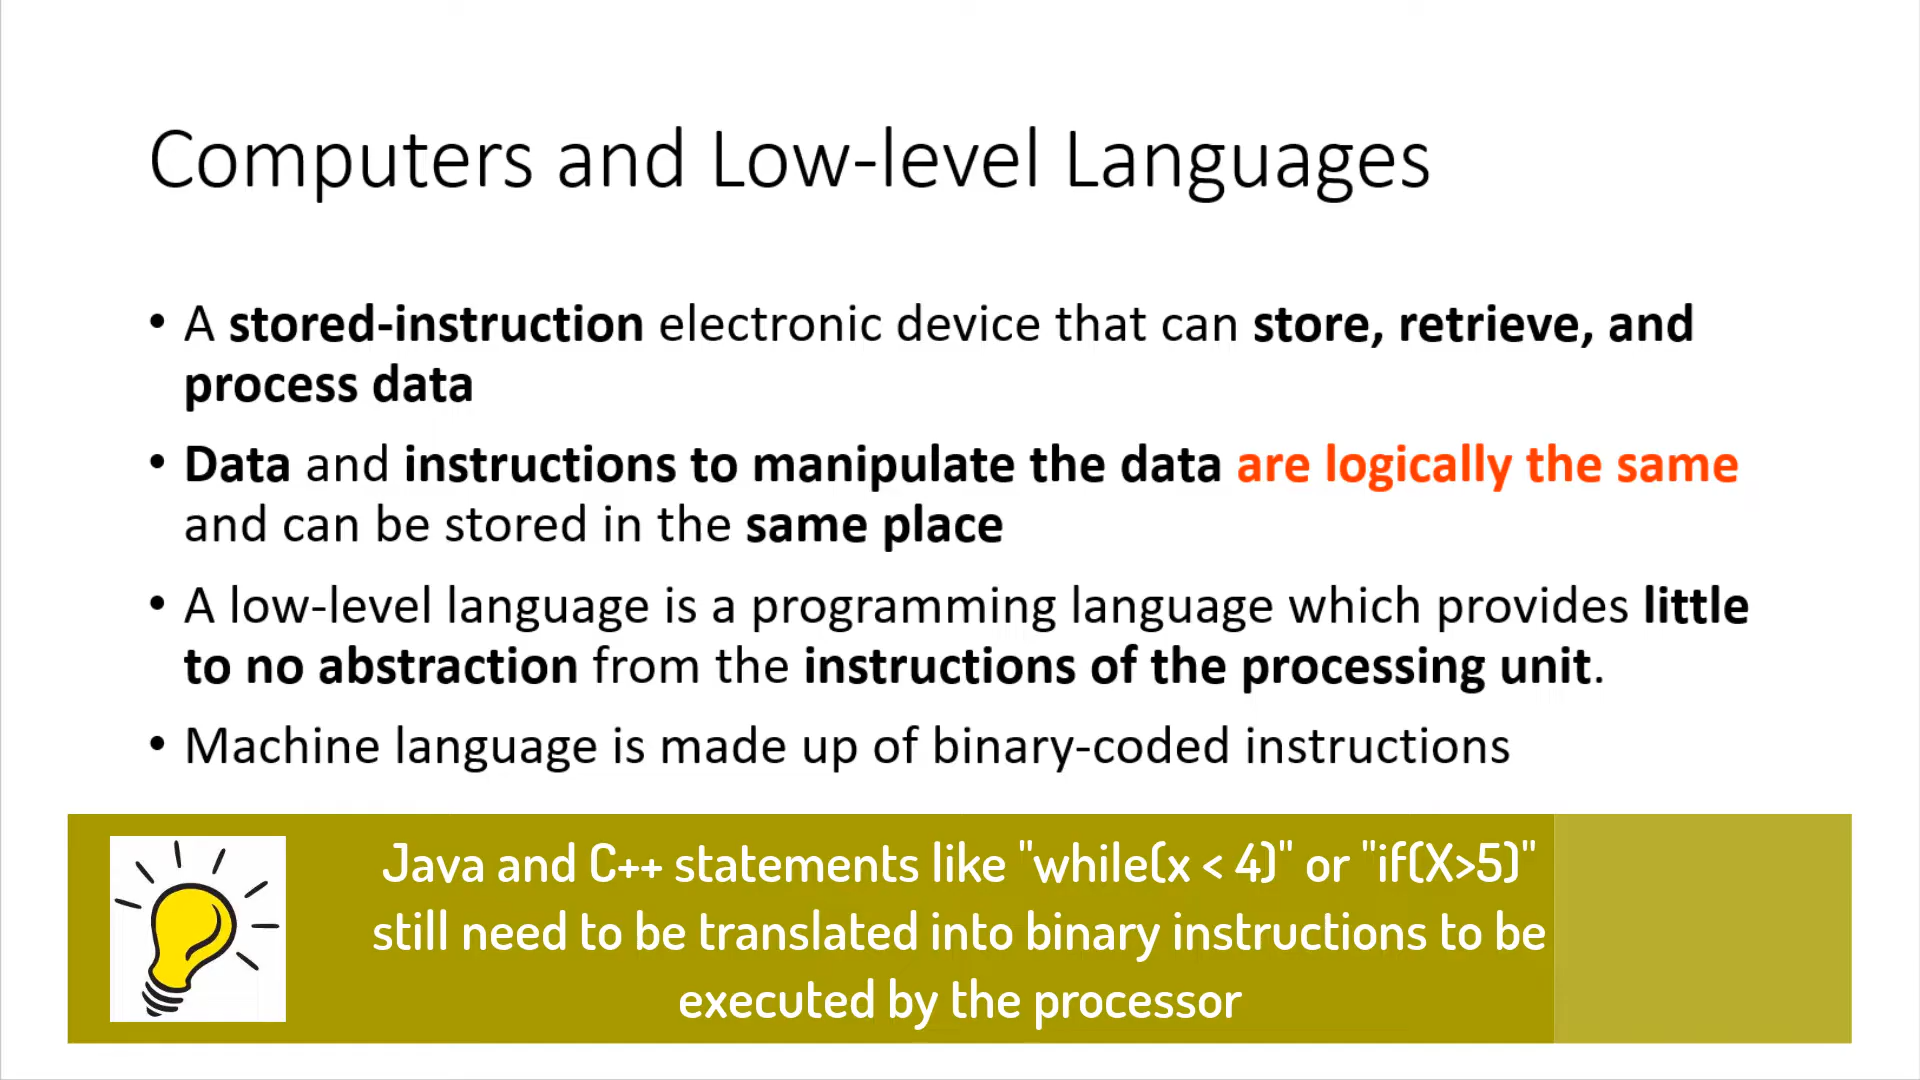 Computers and Low-level Languages
• A stored-instruction electronic device that can store, retrieve, and
process data
• Data and instructions to manipulate the data are logically the same
and can be stored in the same place
• A low-level language is a programming language which provides little
to no abstraction from the instructions of the processing unit.
• Machine language is made up of binary-coded instructions
Java and C++ statements like "while(x < 4)" or "if(X>5)"
still need to be translated into binary instructions to be
executed by the processor